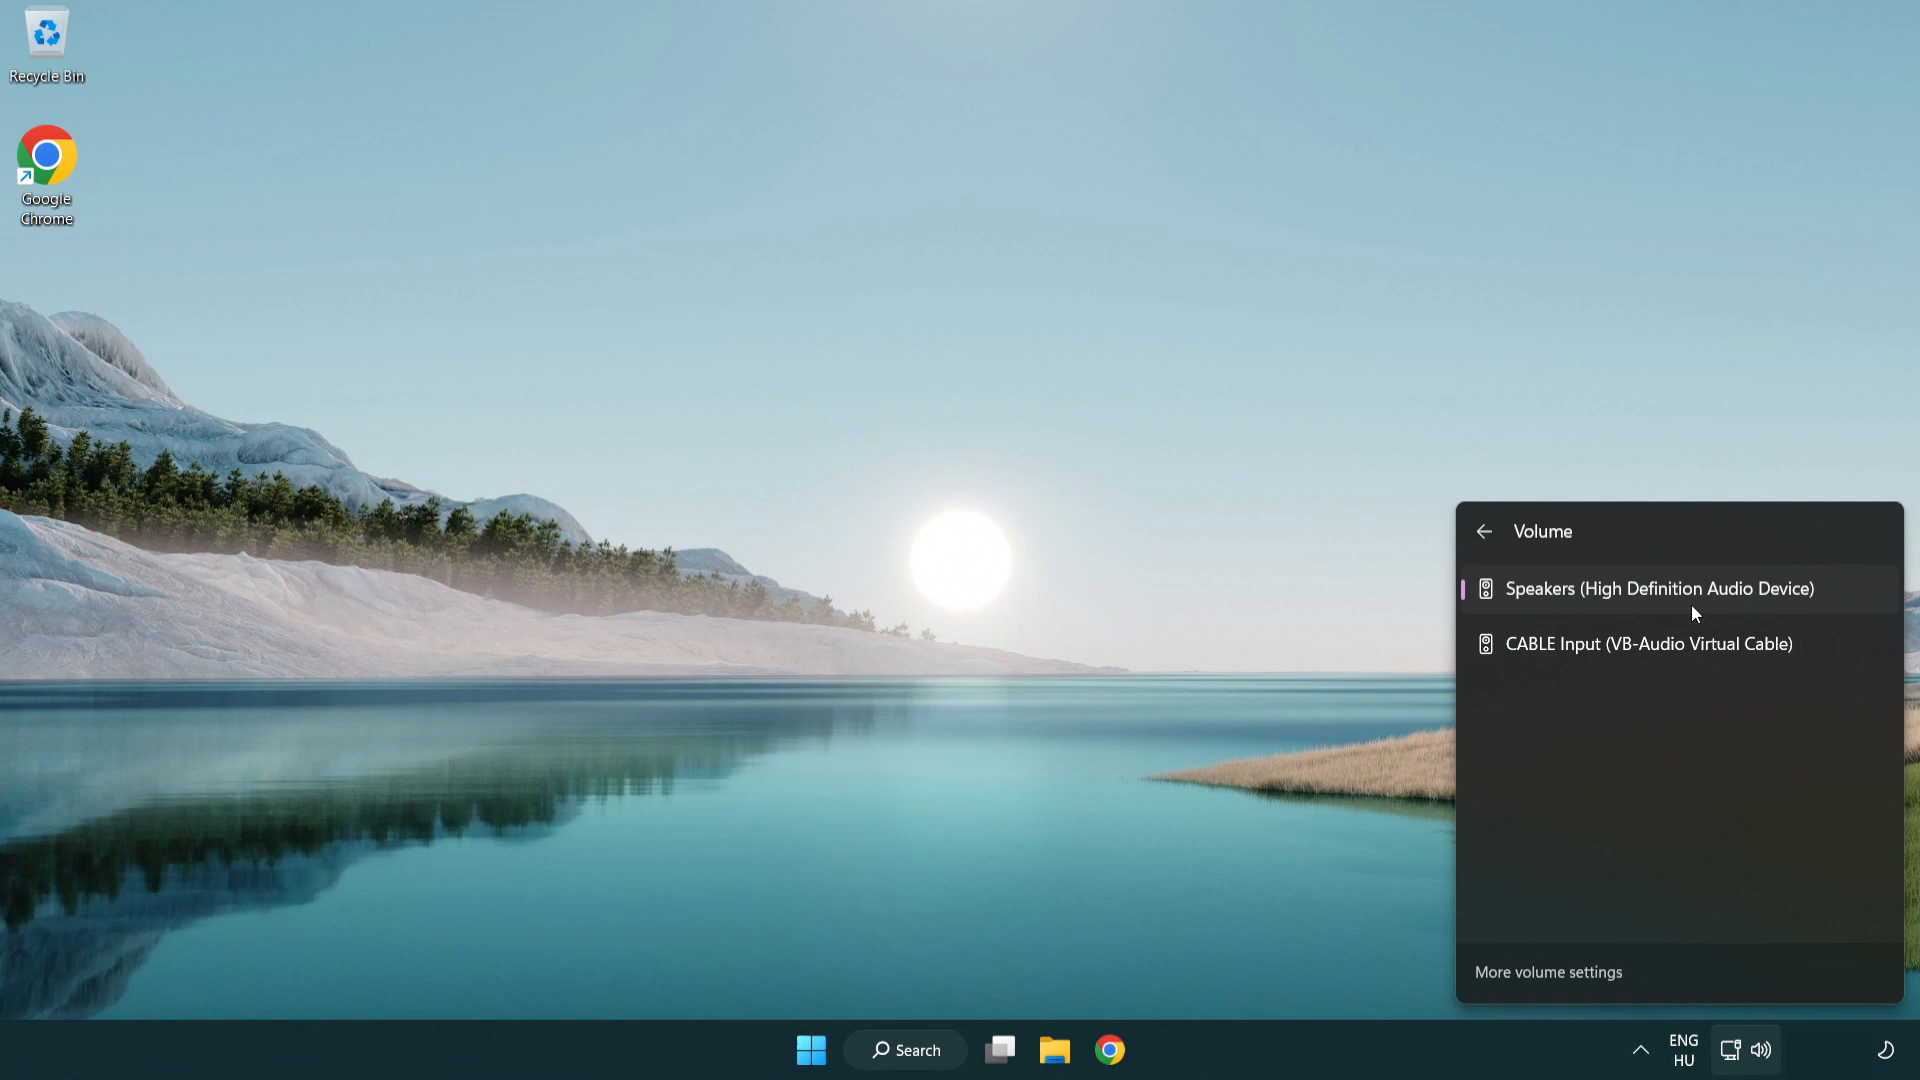 Recycle Bin
Google
Chrome
Volume
Speakers (High Definition Audio Device)
CABLE Input (VB-Audio Virtual Cable)
More volume settings
Search
ENG
HU